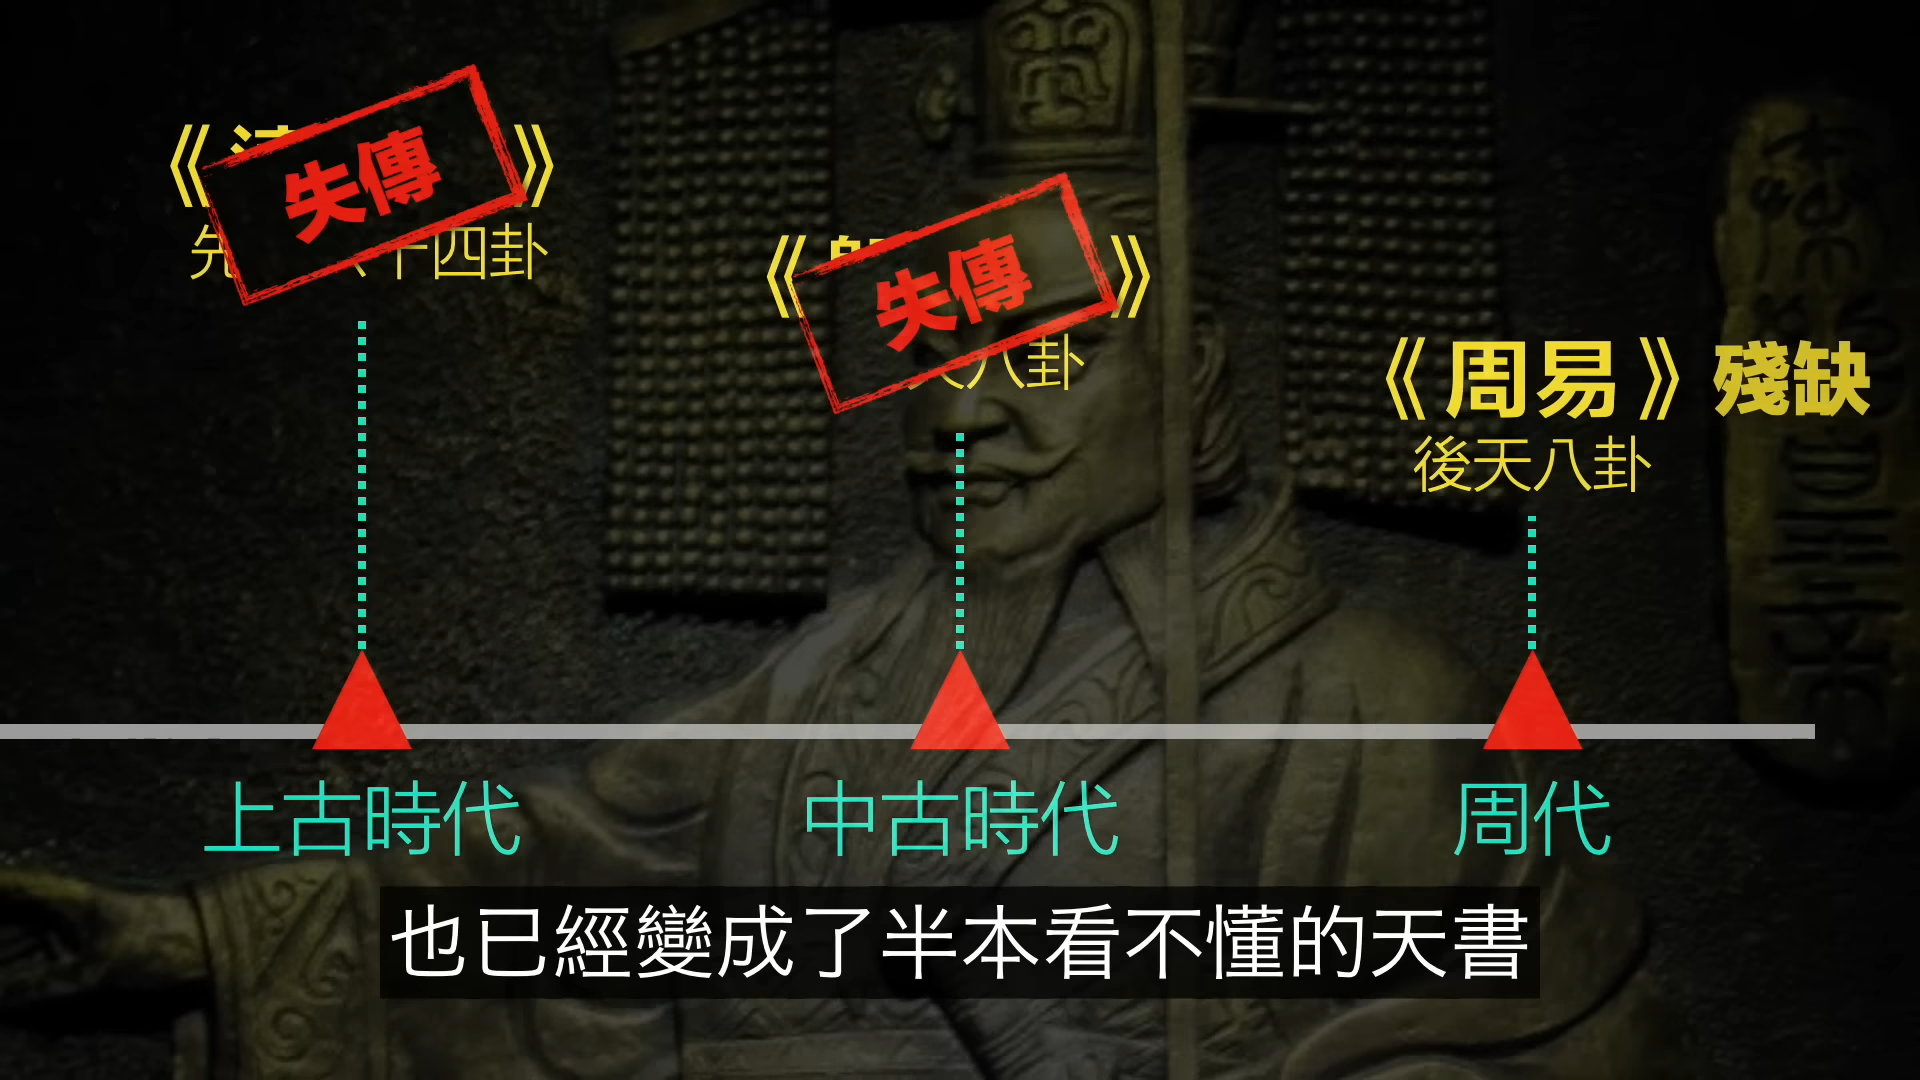 《 》
失傳
先 十四卦
《 》
失傳
八卦
《周易》殘缺
後天八卦
上古時代
中古時代
周代
也已經變成了半本看不懂的天書